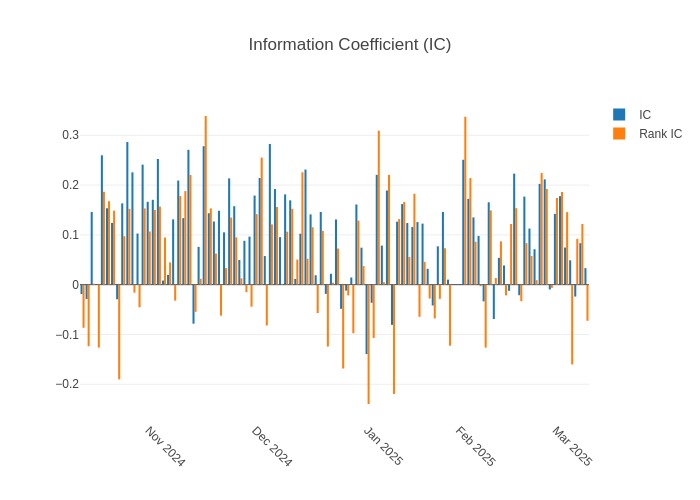 Information Coefficient (IC)
IC
Rank IC
0.3
0.2
0.1
0
−0.1
−0.2
Nov 2024
Dec 2024
Jan 2025
Feb 2025
Mar 2025